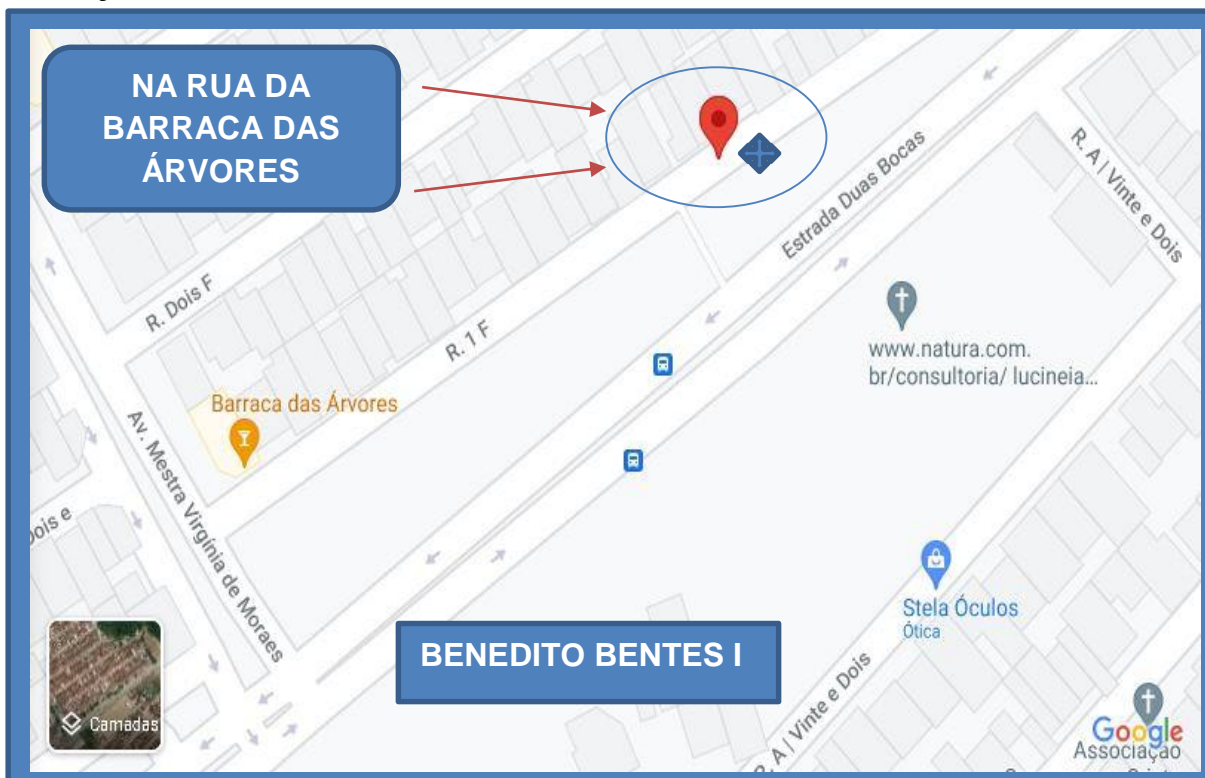 NA RUA DA
BARRACA DAS
ÁRVORES
Estrada Duas Bocas
R. A | Vinte e Dois
R. Dois F
R. 1 F
www.natura.com.
br/consultoria/ lucineia...
Barraca das Árvores
Av. Mestra Virgínia de Moraes
Dois e
Stela Óculos
Ótica
BENEDITO BENTES I
R. A | Vinte e Dois
Camadas
Google
Associação